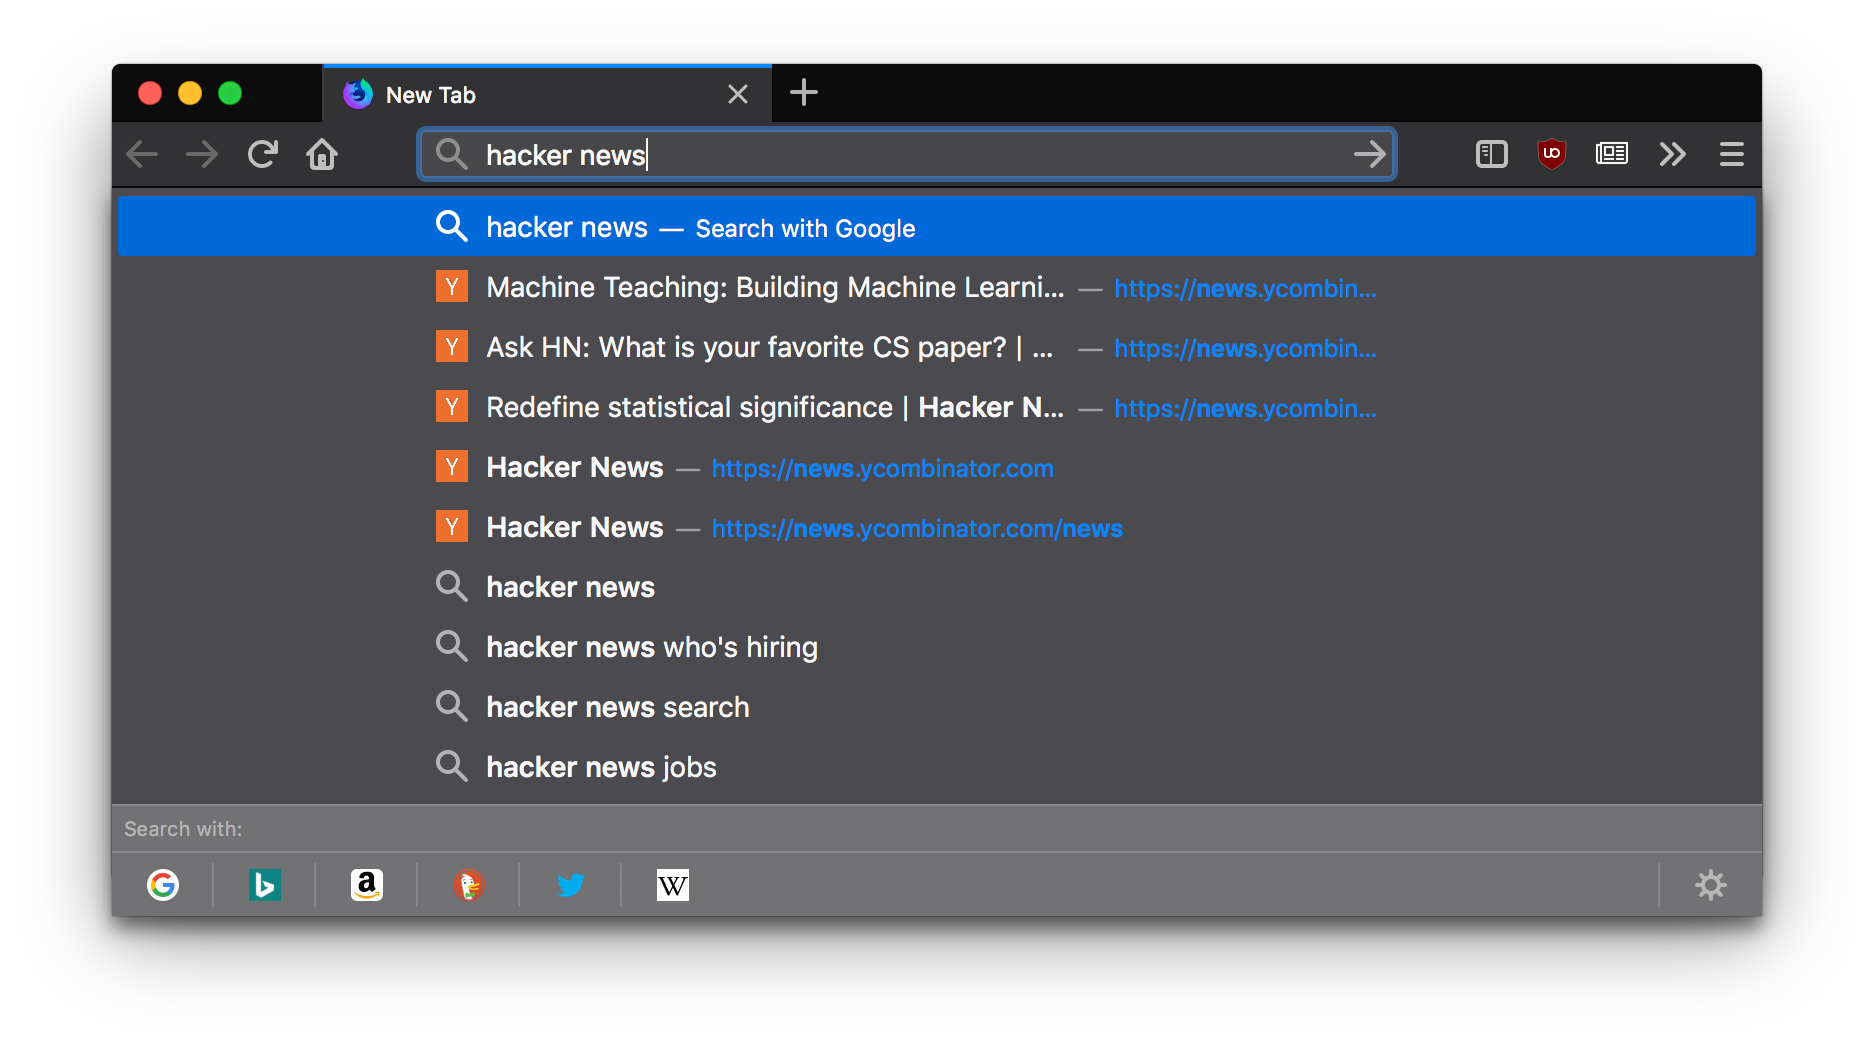 New Tab
hacker news
hacker news — Search with Google
Machine Teaching: Building Machine Learni... — https://news.ycombin...
Ask HN: What is your favorite CS paper? | ... — https://news.ycombin...
Redefine statistical significance | Hacker N... — https://news.ycombin...
Hacker News — https://news.ycombinator.com
Hacker News — https://news.ycombinator.com/news
hacker news
hacker news who's hiring
hacker news search
hacker news jobs
Search with: